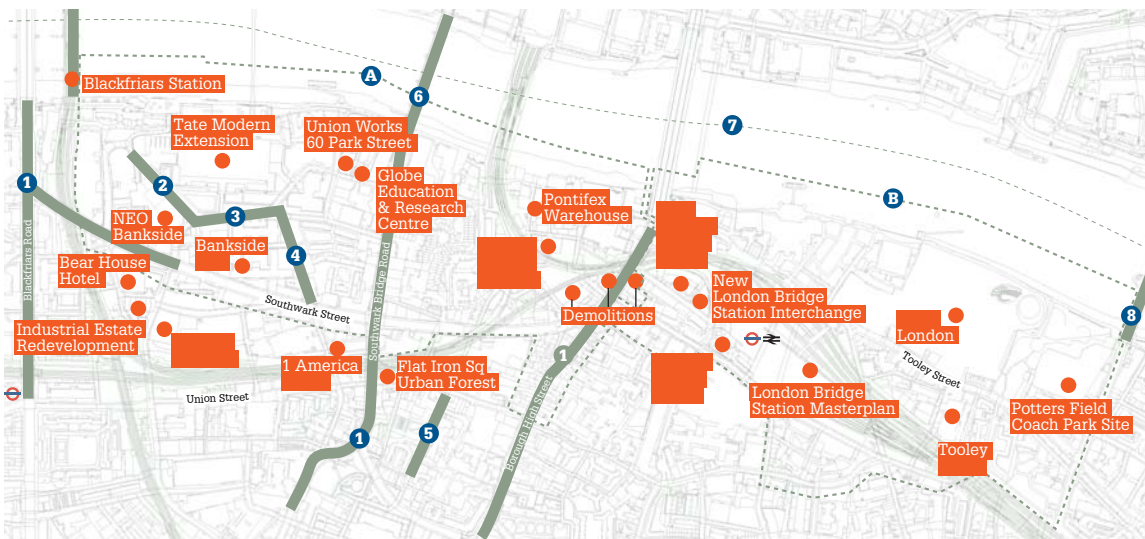 Blackfriars Station
A
6
7
Tate Modern
Extension
Union Works
60 Park Street
Globe
Education
& Research
Centre
1
2
3
4
NEO
Bankside
Bankside
Pontifex
Warehouse
B
Bear House
Hotel
Blackfriars Road
Southwark Street
Southwark Bridge Road
Industrial Estate
Redevelopment
Demolitions
New
London Bridge
Station Interchange
London
8
Tooley Street
1 America
Flat Iron Sq
Urban Forest
1
Union Street
Borough High Street
London Bridge
Station Masterplan
Potters Field
Coach Park Site
1
5
Tooley